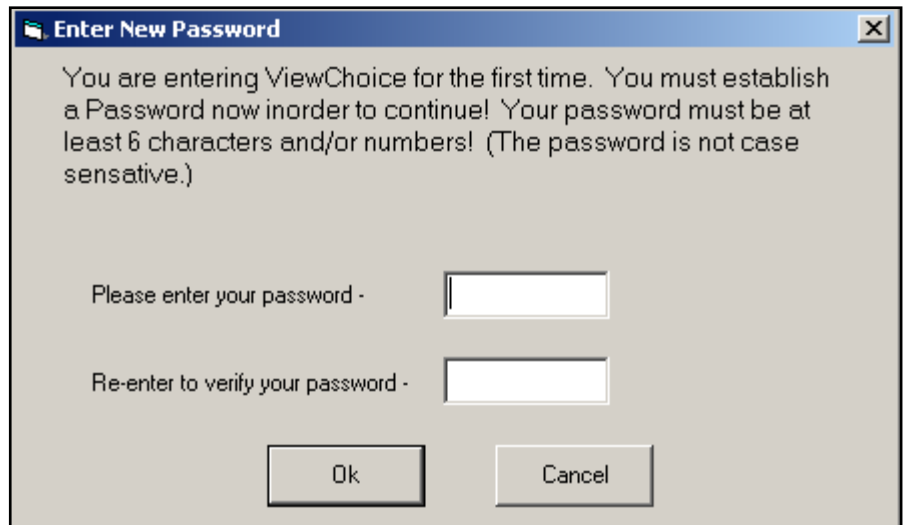 Enter New Password
You are entering ViewChoice for the first time. You must establish
a Password now inorder to continue! Your password must be at
least 6 characters and/or numbers! (The password is not case
sensative.)
Please enter your password -
Re-enter to verify your password -
Ok Cancel